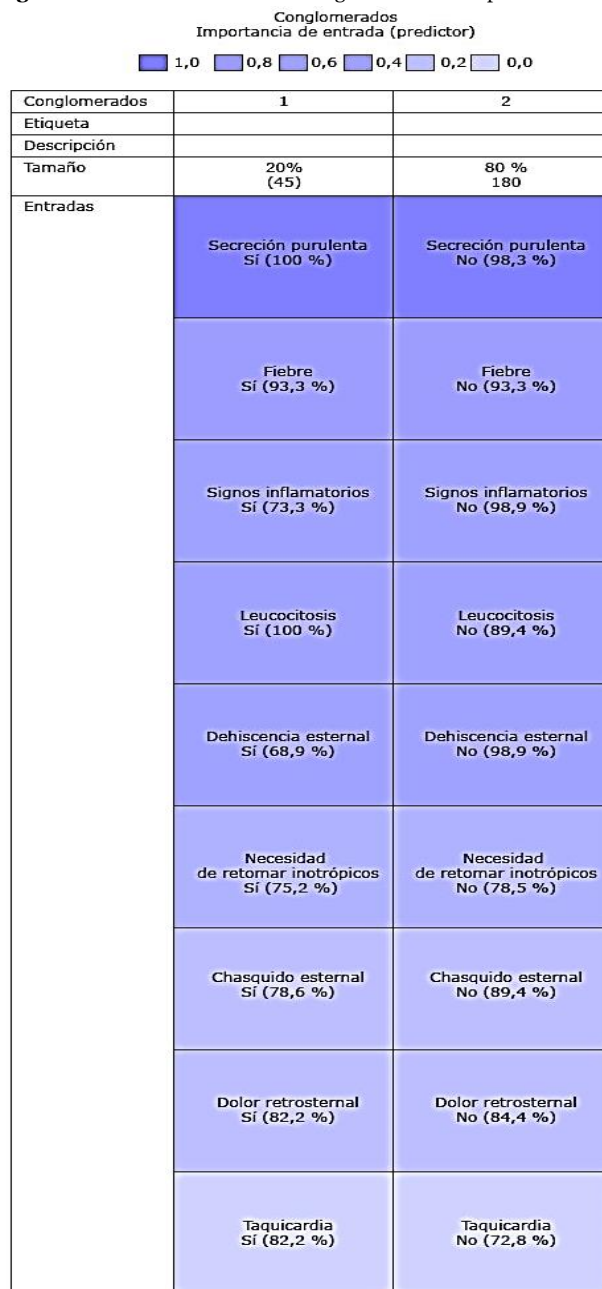 Conglomerados
Importancia de entrada (predictor)
1,0 0,8 0,6 0,4 0,2 0,0
Conglomerados 1 2
Etiqueta
Descripción
Tamaño 20% 80 %
(45) 180
Entradas
Secreción purulenta Secreción purulenta
Sí (100 %) No (98,3 %)
Fiebre Fiebre
Sí (93,3 %) No (93,3 %)
Signos inflamatorios Signos inflamatorios
Sí (73,3 %) No (98,9 %)
Leucocitosis Leucocitosis
Sí (100 %) No (89,4 %)
Dehiscencia esternal Dehiscencia esternal
Sí (68,9 %) No (98,9 %)
Necesidad Necesidad
de retomar inotrópicos de retomar inotrópicos
Sí (75,2 %) No (78,5 %)
Chasquido esternal Chasquido esternal
Sí (78,6 %) No (89,4 %)
Dolor retrosternal Dolor retrosternal
Sí (82,2 %) No (84,4 %)
Taquicardia Taquicardia
Sí (82,2 %) No (72,8 %)